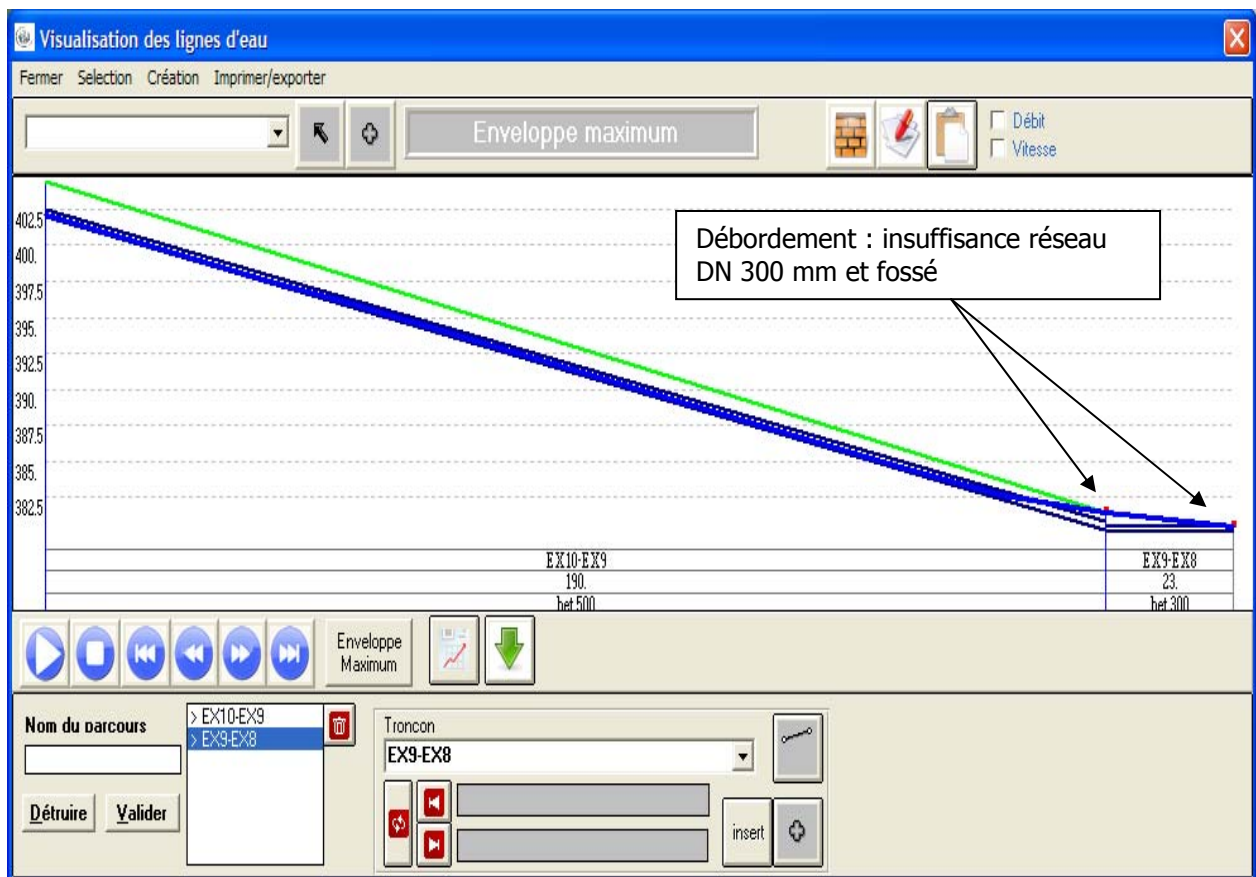 Visualisation des lignes d'eau
Fermer Selection Création Imprimer/exporter
Enveloppe maximum
Débit
Vitesse
402.5
400.
397.5
395.
392.5
390.
387.5
385.
382.5
Débordement : insuffisance réseau
DN 300 mm et fossé
EX10-EX9 EX9-EX8
190. 23.
bet 500 bet 300
Enveloppe
Maximum
Nom du parcours
> EX10-EX9
> EX9-EX8
Troncon
EX9-EX8
Détruire Valider
insert